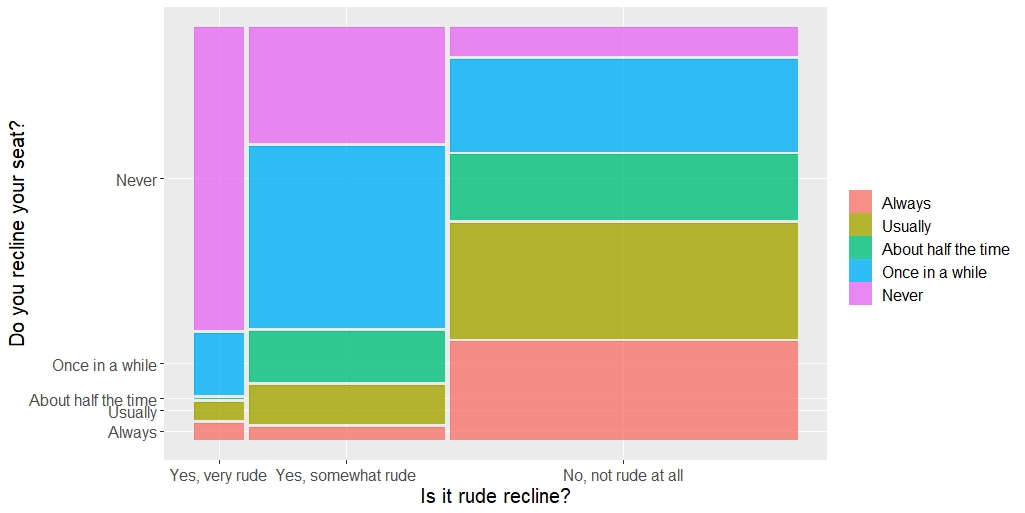 Do you recline your seat?
Never
Once in a while
About half the time
Usually
Always
Yes, very rude
Yes, somewhat rude
No, not rude at all
Is it rude recline?
Always
Usually
About half the time
Once in a while
Never